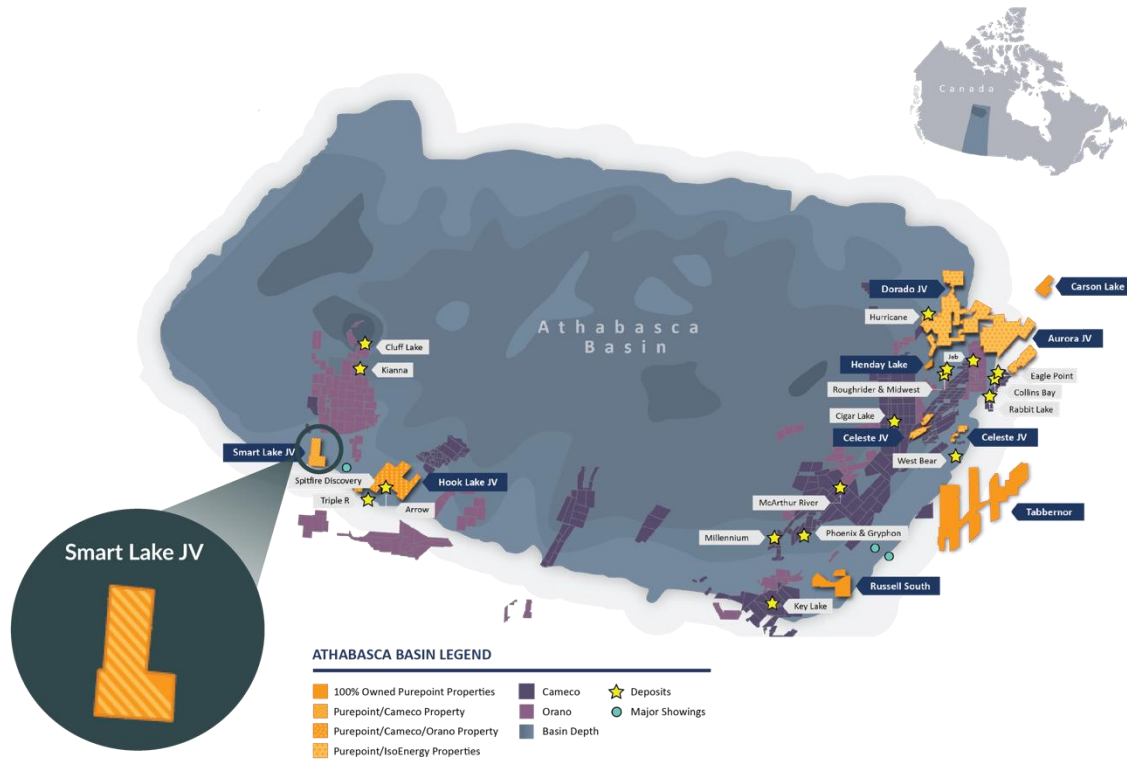 Canada
Athabasca
Basin
Dorado JV
Carson Lake
Hurricane
Aurora JV
Cluff Lake
Kianna
Henday Lake
Jeb
Eagle Point
Roughrider & Midwest
Collins Bay
Rabbit Lake
Cigar Lake
Celeste JV
Celeste JV
Smart Lake JV
West Bear
Spitfire Discovery
Hook Lake JV
Triple R
Arrow
McArthur River
Tabbernor
Millennium
Phoenix & Gryphon
Smart Lake JV
Russell South
Key Lake
ATHABASCA BASIN LEGEND
100% Owned Purepoint Properties
Purepoint/Cameco Property
Purepoint/Cameco/Orano Property
Purepoint/IsoEnergy Properties
Cameco
Orano
Basin Depth
Deposits
Major Showings